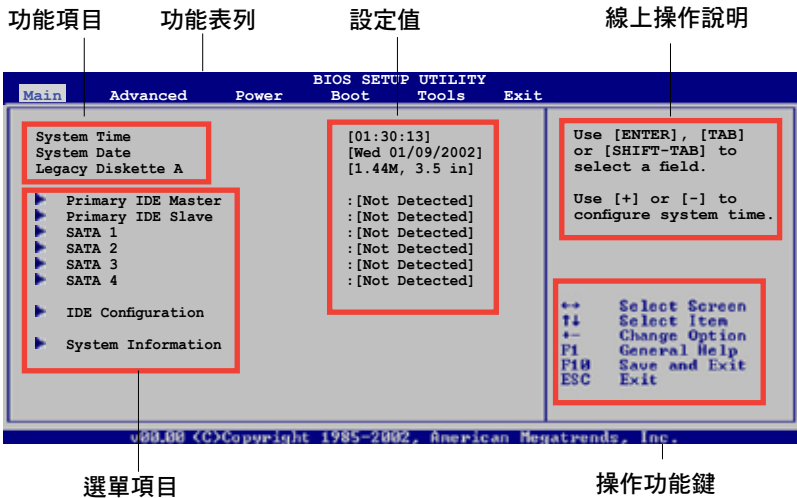 功能項目 功能表列 設定值 線上操作說明
BIOS SETUP UTILITY
Main Advanced Power Boot Tools Exit
System Time [01:30:13]
System Date [Wed 01/09/2002]
Legacy Diskette A [1.44M, 3.5 in]
Primary IDE Master :[Not Detected]
Primary IDE Slave :[Not Detected]
SATA 1 :[Not Detected]
SATA 2 :[Not Detected]
SATA 3 :[Not Detected]
SATA 4 :[Not Detected]
IDE Configuration
System Information
Use [ENTER], [TAB]
or [SHIFT-TAB] to
select a field.
Use [+] or [-] to
configure system time.
↔ Select Screen
↑↓ Select Item
+- Change Option
F1 General Help
F10 Save and Exit
ESC Exit
v00.00 (C)Copyright 1985-2002, American Megatrends, Inc.
選單項目 操作功能鍵